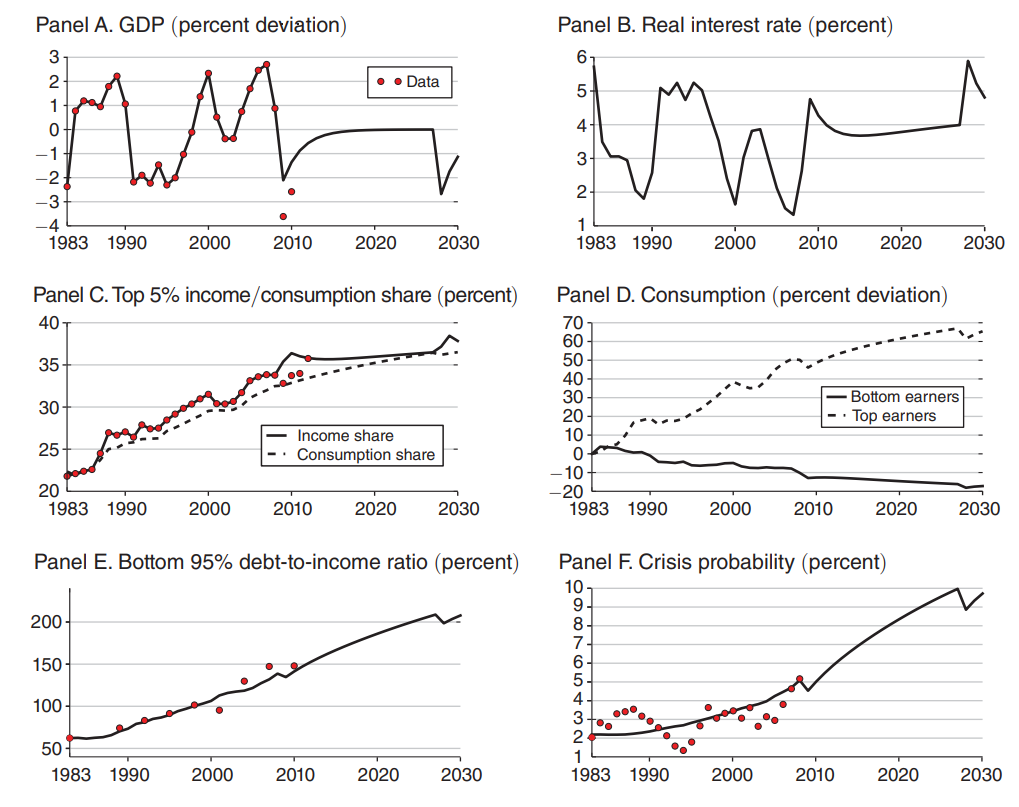 Panel A. GDP (percent deviation)
3
2
1
0
−1
−2
−3
−4
Data
1983 1990 2000 2010 2020 2030
Panel B. Real interest rate (percent)
6
5
4
3
2
1
1983 1990 2000 2010 2020 2030
Panel C. Top 5% income/consumption share (percent)
40
35
30
25
20
Income share
Consumption share
1983 1990 2000 2010 2020 2030
Panel D. Consumption (percent deviation)
70
60
50
40
30
20
10
0
−10
−20
Bottom earners
Top earners
1983 1990 2000 2010 2020 2030
Panel E. Bottom 95% debt-to-income ratio (percent)
200
150
100
50
1983 1990 2000 2010 2020 2030
Panel F. Crisis probability (percent)
10
9
8
7
6
5
4
3
2
1
1983 1990 2000 2010 2020 2030